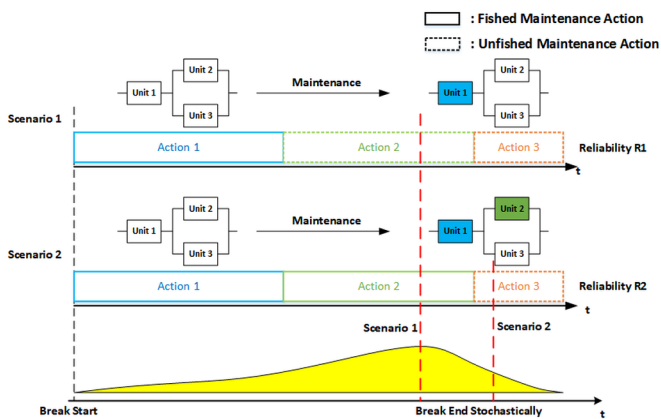 : Fished Maintenance Action
: Unfished Maintenance Action
Scenario 1
Unit 1
Unit 2
Unit 3
Maintenance
Unit 1
Unit 2
Unit 3
Action 1
Action 2
Action 3
Reliability R1
t
Scenario 2
Unit 1
Unit 2
Unit 3
Maintenance
Unit 1
Unit 2
Unit 3
Action 1
Action 2
Action 3
Reliability R2
t
Scenario 1
Scenario 2
Break Start
Break End Stochastically
t